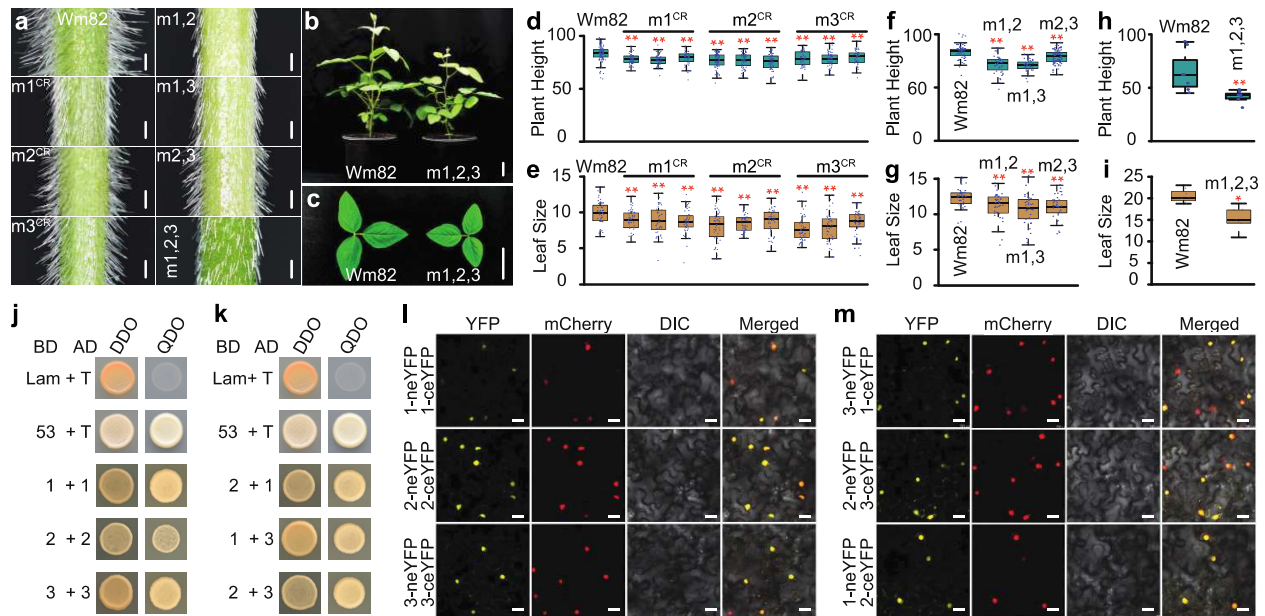 a
Wm82
m1,2
m1CR
m1,3
m2CR
m2,3
m3CR
m1,2,3
b
Wm82 m1,2,3
c
Wm82 m1,2,3
d
Wm82 m1CR m2CR m3CR
** ** ** ** ** ** ** ** **
Plant Height
100
50
0
e
Wm82 m1CR m2CR m3CR
** ** ** ** ** ** ** ** **
Leaf Size
15
10
5
0
f
m1,2 m2,3
** ** **
Plant Height
100
60
0
Wm82
m1,3
g
m1,2 m2,3
** ** **
Leaf Size
15
10
5
0
Wm82
m1,3
h
Wm82
m1,2,3
**
Plant Height
100
50
0
i
m1,2,3
*
Leaf Size
25
20
15
10
5
0
Wm82
j
BD AD DDO QDO
Lam + T
53 + T
1 + 1
2 + 2
3 + 3
k
BD AD DDO QDO
Lam+ T
53 + T
2 + 1
1 + 3
2 + 3
l
YFP mCherry DIC Merged
1-neYFP
1-ceYFP
2-neYFP
2-ceYFP
3-neYFP
3-ceYFP
m
YFP mCherry DIC Merged
3-neYFP
1-ceYFP
2-neYFP
3-ceYFP
1-neYFP
2-ceYFP